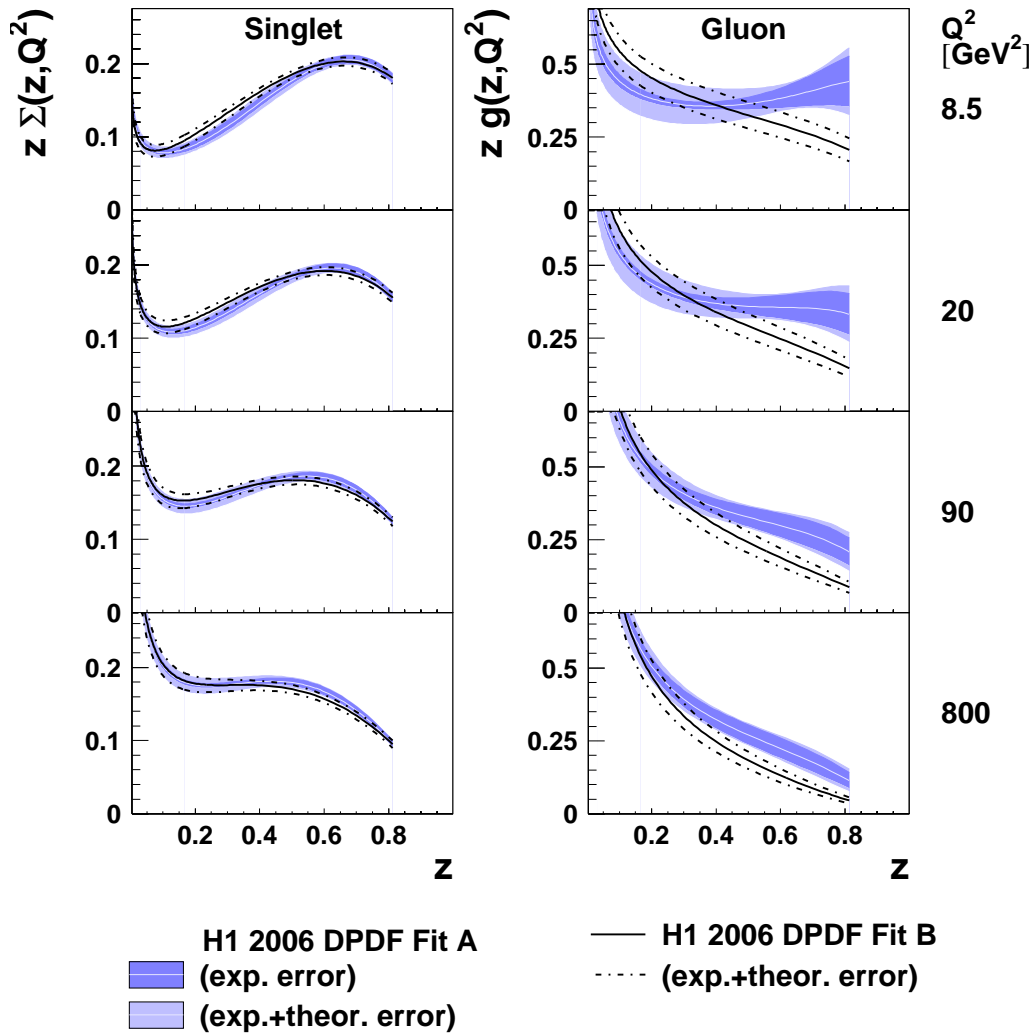 Singlet
Gluon
Q²
[GeV²]
z Σ(z,Q²)
z g(z,Q²)
0.2
0.1
0
0.5
0.25
0
8.5
0.2
0.1
0
0.5
0.25
0
20
0.2
0.1
0
0.5
0.25
0
90
0.2
0.1
0
0.5
0.25
0
800
0.2 0.4 0.6 0.8
0.2 0.4 0.6 0.8
z
z
H1 2006 DPDF Fit A
(exp. error)
(exp.+theor. error)
H1 2006 DPDF Fit B
(exp.+theor. error)